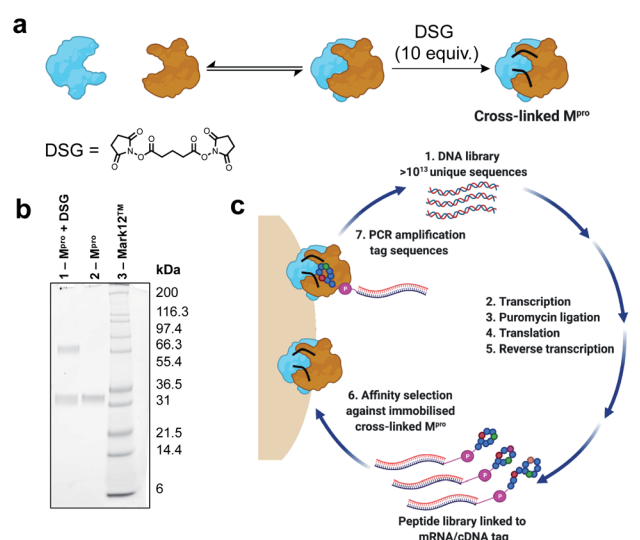 a
DSG
(10 equiv.)
Cross-linked Mᵖʳᵒ
DSG =
O
O
N
O
O
O
O
O
N
O
O
b
1 – Mᵖʳᵒ + DSG
2 – Mᵖʳᵒ
3 – Mark12™
kDa
200
116.3
97.4
66.3
55.4
36.5
31
21.5
14.4
6
c
1. DNA library
>10¹³ unique sequences
7. PCR amplification
tag sequences
P
2. Transcription
3. Puromycin ligation
4. Translation
5. Reverse transcription
6. Affinity selection
against immobilised
cross-linked Mᵖʳᵒ
P
P
P
Peptide library linked to
mRNA/cDNA tag